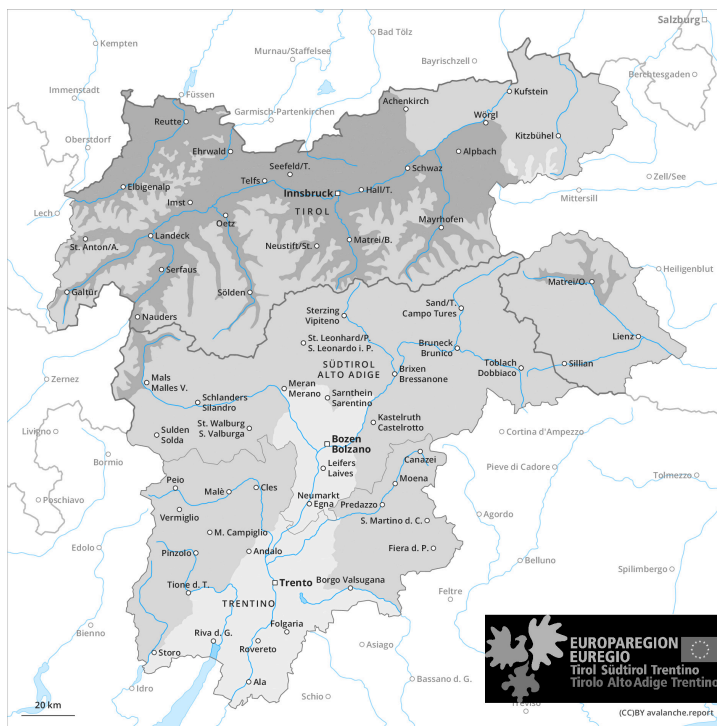 Salzburg
Kempten
Bad Tölz
Murnau/Staffelsee
Bayrischzell
Berchtesgaden
Immenstadt
Füssen
Achenkirch
Kufstein
Garmisch-Partenkirchen
Reutte
Wörgl
Oberstdorf
Kitzbühel
Ehrwald
Alpbach
Seefeld/T.
Schwaz
Telfs
Zell/See
Elbigenalp
Innsbruck
Hall/T.
Mittersill
Imst
Lech
TIROL
Oetz
Mayrhofen
Landeck
St. Anton/A.
Neustift/St.
Matrei/B.
Serfaus
Heiligenblut
Matrei/O.
Galtür
Sölden
Sand/T.
Campo Tures
Nauders
Sterzing
Vipiteno
Lienz
St. Leonhard/P.
S. Leonardo i. P.
Bruneck
Brunico
Toblach
Dobbiaco
Sillian
SÜDTIROL
ALTO ADIGE
Brixen
Bressanone
Zernez
Mals
Malles V.
Meran
Merano
Sarnthein
Sarentino
Schlanders
Silandro
Kastelruth
Castelrotto
St. Walburg
S. Valburga
Livigno
Sulden
Solda
Cortina d'Ampezzo
Bozen
Bolzano
Bormio
Canazei
Leifers
Laives
Pieve di Cadore
Tolmezzo
Moena
Peio
Malè
Cles
Poschiavo
Neumarkt
Egna
Predazzo
Vermiglio
Agordo
S. Martino d. C.
M. Campiglio
Edolo
Fiera d. P.
Pinzolo
Andalo
Belluno
Spilimbergo
Trento
Borgo Valsugana
Tione d. T.
Feltre
TRENTINO
Folgaria
Bienno
Riva d. G.
Rovereto
Asiago
Storo
Bassano d. G.
Ala
Idro
Schio
Treviso
EUROPAREGION
EUREGIO
Tirol Südtirol Trentino
Tirolo Alto Adige Trentino
20 km
(CC)BY avalanche.report